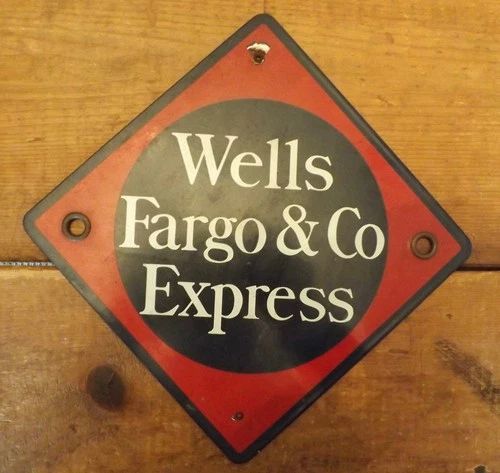 Wells
Fargo & Co
Express